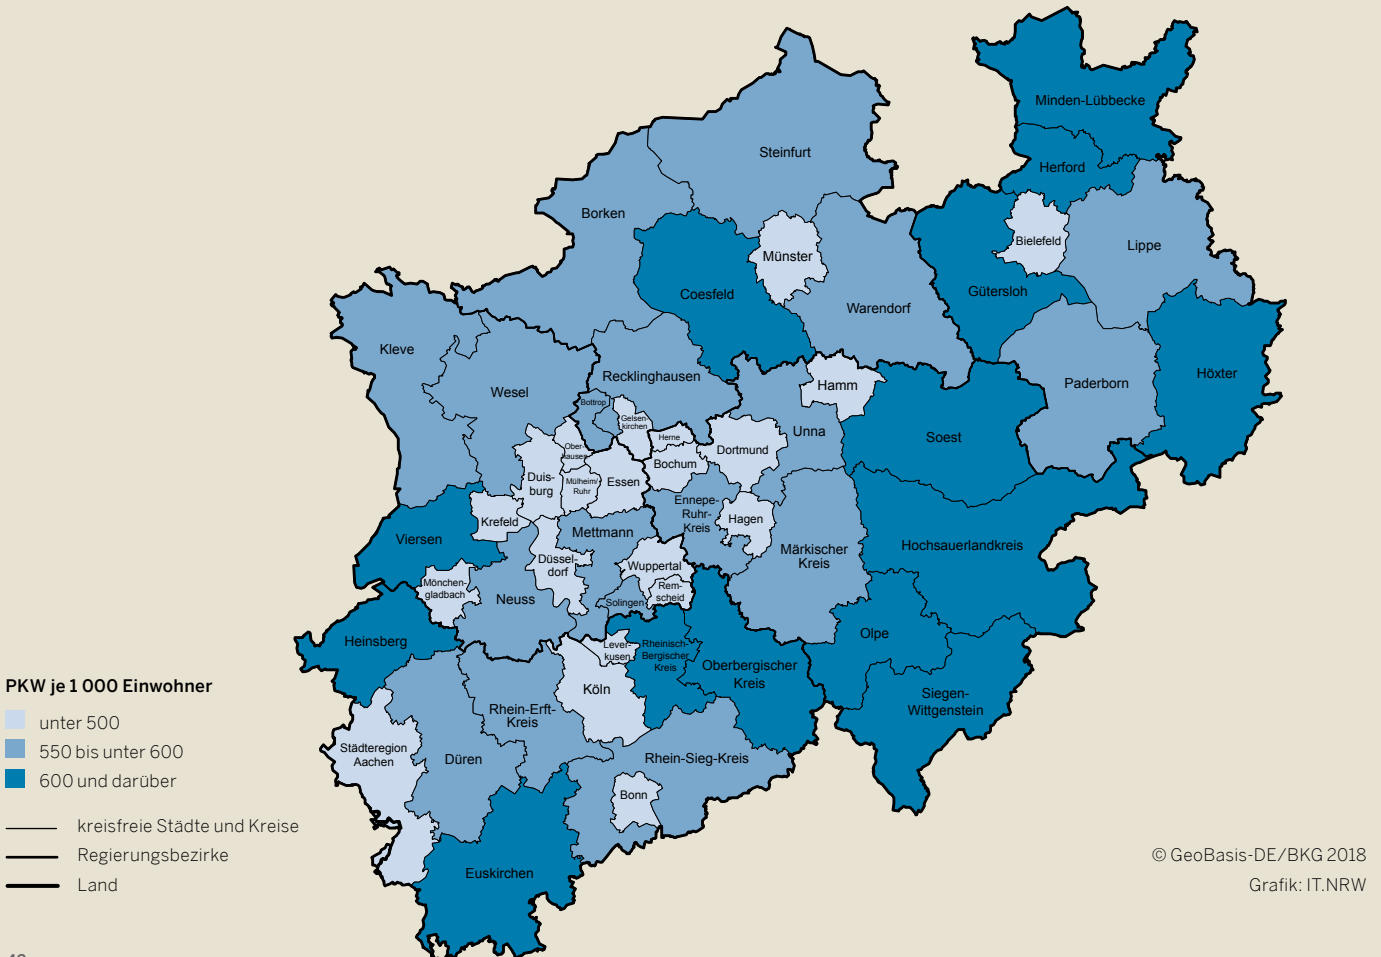 Minden-Lübbecke
Steinfurt
Herford
Borken
Bielefeld
Lippe
Münster
Coesfeld
Gütersloh
Warendorf
Kleve
Höxter
Recklinghausen
Paderborn
Hamm
Wesel
Bottrop
Gelsen-
kirchen
Unna
Herne
Soest
Ober-
hausen
Dortmund
Bochum
Duis-
burg
Mülheim/
Ruhr
Essen
Ennepe-
Ruhr-
Kreis
Krefeld
Hagen
Mettmann
Viersen
Hochsauerlandkreis
Märkischer
Kreis
Düssel-
dorf
Wuppertal
Mönchen-
gladbach
Rem-
scheid
Neuss
Solingen
Olpe
Heinsberg
Lever-
kusen
Rheinisch-
Bergischer
Kreis
Oberbergischer
Kreis
Köln
Siegen-
Wittgenstein
Rhein-Erft-
Kreis
Städteregion
Aachen
Düren
Rhein-Sieg-Kreis
Bonn
Euskirchen
PKW je 1 000 Einwohner
unter 500
550 bis unter 600
600 und darüber
kreisfreie Städte und Kreise
Regierungsbezirke
Land
© GeoBasis-DE/BKG 2018
Grafik: IT.NRW